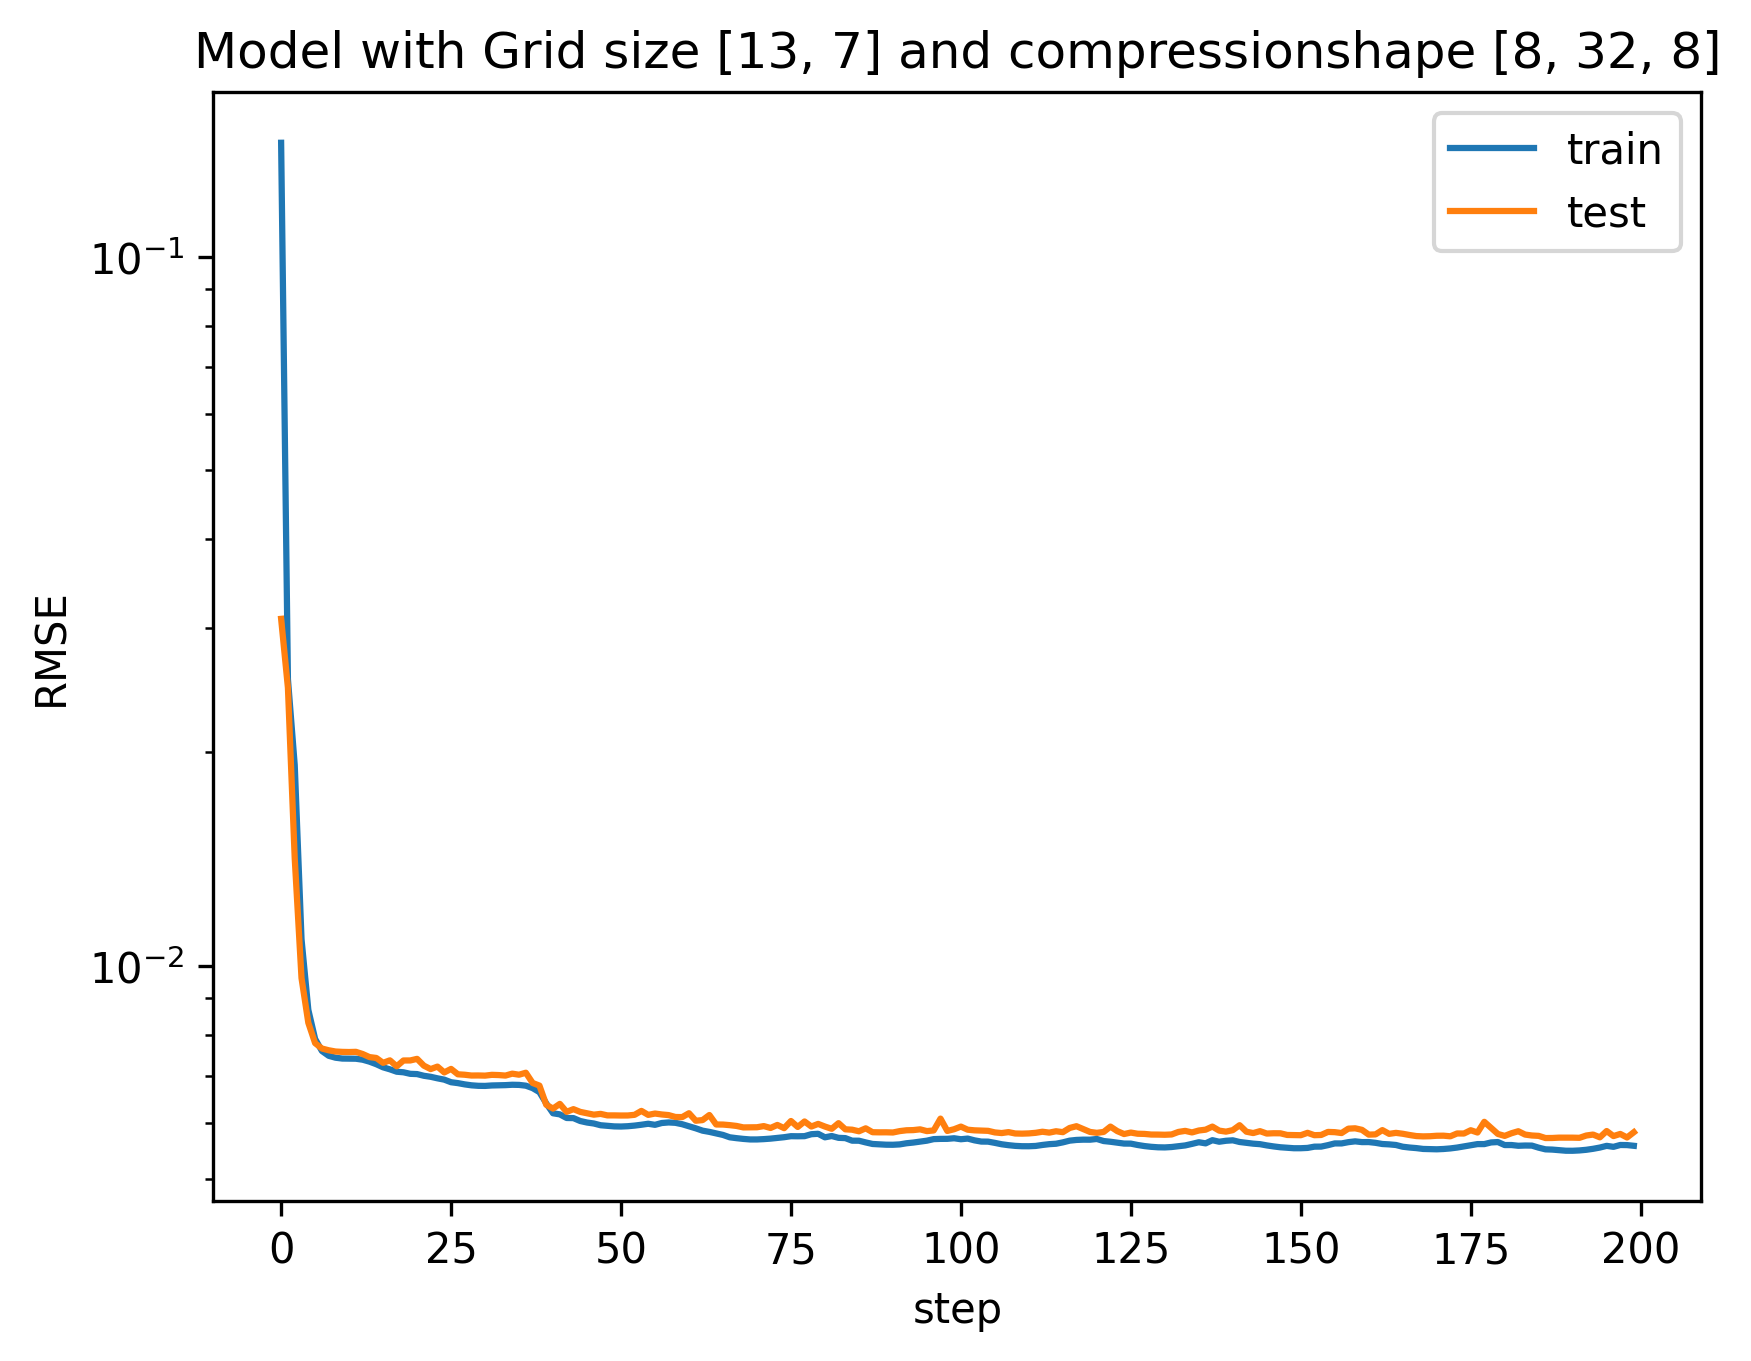 Model with Grid size [13, 7] and compressionshape [8, 32, 8]
train
test
10⁻¹
10⁻²
RMSE
0 25 50 75 100 125 150 175 200
step